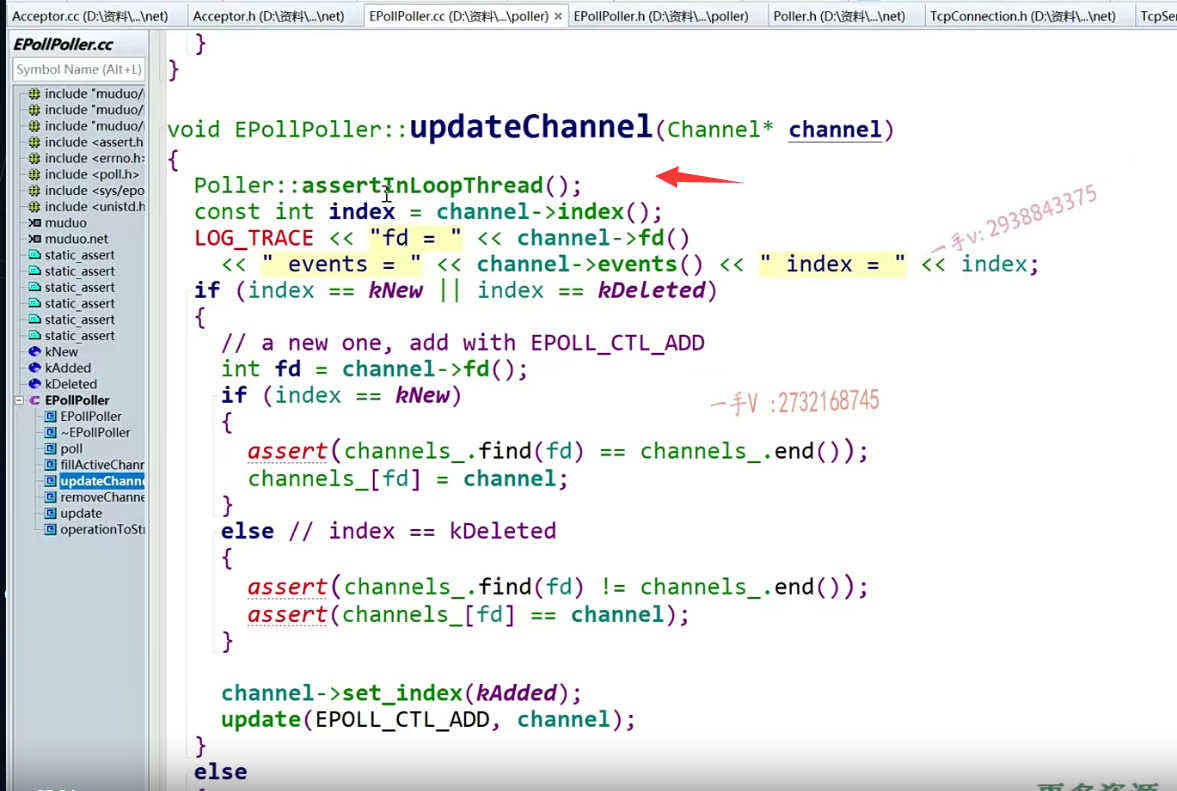 Acceptor.cc (D:\资料\...\net)
Acceptor.h (D:\资料\...\net)
EPollPoller.cc (D:\资料\...\poller) ×
EPollPoller.h (D:\资料\...\poller)
Poller.h (D:\资料\...\net)
TcpConnection.h (D:\资料\...\net)
TcpSer
EPollPoller.cc
Symbol Name (Alt+L)
include "muduo/
include "muduo/
include "muduo/
include <assert.h
include <errno.h>
include <poll.h>
include <sys/epo
include <unistd.h
muduo
muduo.net
static_assert
static_assert
static_assert
static_assert
static_assert
static_assert
kNew
kAdded
kDeleted
EPollPoller
EPollPoller
~EPollPoller
poll
fillActiveChann
updateChanne
removeChanne
update
operationToStr
}
}
void EPollPoller::updateChannel(Channel* channel)
{
Poller::assertInLoopThread();
const int index = channel->index();
LOG_TRACE << "fd = " << channel->fd()
<< " events = " << channel->events() << " index = " << index;
if (index == kNew || index == kDeleted)
{
// a new one, add with EPOLL_CTL_ADD
int fd = channel->fd();
if (index == kNew)
{
assert(channels_.find(fd) == channels_.end());
channels_[fd] = channel;
}
else // index == kDeleted
{
assert(channels_.find(fd) != channels_.end());
assert(channels_[fd] == channel);
}
channel->set_index(kAdded);
update(EPOLL_CTL_ADD, channel);
}
else
一手v: 2938843375
一手V :2732168745